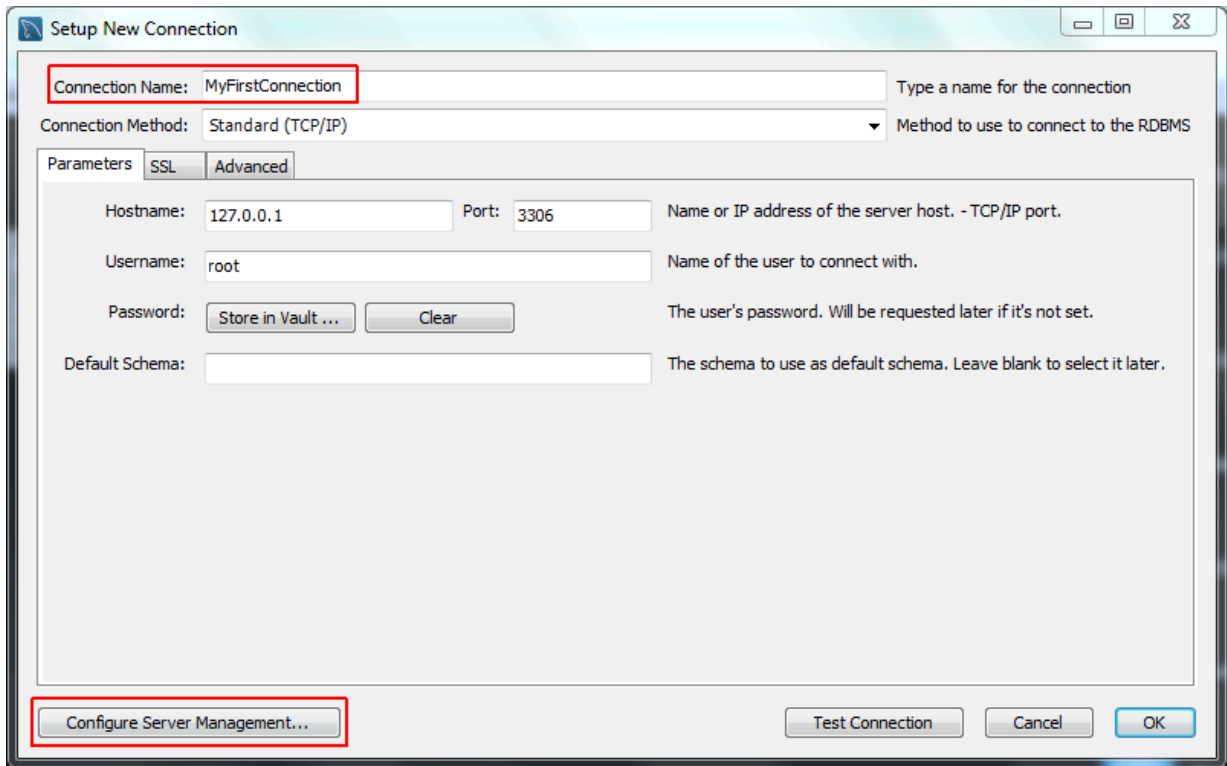 Setup New Connection
Connection Name: MyFirstConnection Type a name for the connection
Connection Method: Standard (TCP/IP) Method to use to connect to the RDBMS
Parameters SSL Advanced
Hostname: 127.0.0.1 Port: 3306 Name or IP address of the server host. - TCP/IP port.
Username: root Name of the user to connect with.
Password: Store in Vault ... Clear The user's password. Will be requested later if it's not set.
Default Schema: The schema to use as default schema. Leave blank to select it later.
Configure Server Management... Test Connection Cancel OK